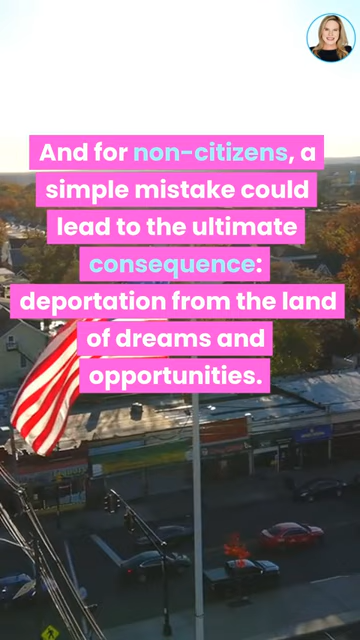 And for non-citizens, a
simple mistake could
lead to the ultimate
consequence:
deportation from the land
of dreams and
opportunities.